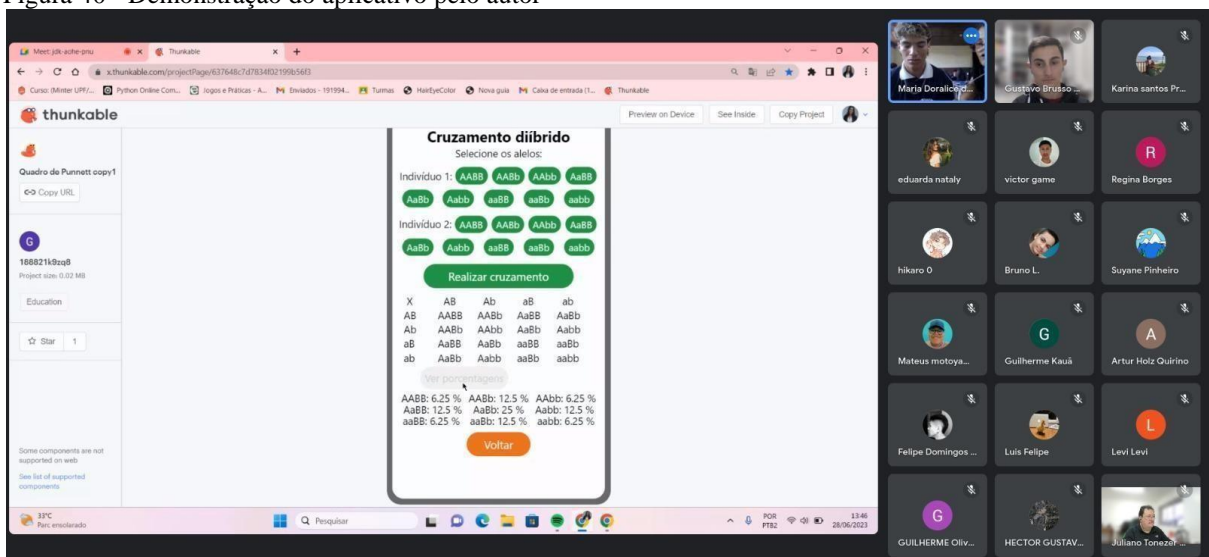 Figura 40 - Demonstração do aplicativo pelo autor
Meet: jdk-aohe-pnu
Thunkable
x.thunkable.com/projectPage/637648c7d7834f02199b56f3
Curso: (Minter UPF/...
Python Online Com...
Jogos e Práticas - A...
Enviados - 191994...
Turmas
HairEyeColor
Nova guia
Caixa de entrada (1...
Thunkable
thunkable
Preview on Device
See Inside
Copy Project
Quadro de Punnett copy1
Copy URL
G
186821k9zq8
Project size: 0.02 MB
Education
Star 1
Some components are not
supported on web
See list of supported
components
Cruzamento diíbrido
Selecione os alelos:
Indivíduo 1: AABB AABb AAbb AaBB
AaBb Aabb aaBB aaBb aabb
Indivíduo 2: AABB AABb AAbb AaBB
AaBb Aabb aaBB aaBb aabb
Realizar cruzamento
X AB Ab aB ab
AB AABB AABb AaBB AaBb
Ab AABb AAbb AaBb Aabb
aB AaBB AaBb aaBB aaBb
ab AaBb Aabb aaBb aabb
Ver porcentagens
AABB: 6.25 % AABb: 12.5 % AAbb: 6.25 %
AaBB: 12.5 % AaBb: 25 % Aabb: 12.5 %
aaBB: 6.25 % aaBb: 12.5 % aabb: 6.25 %
Voltar
33°C
Parc ensolarado
Pesquisar
POR
PTB2
13:46
28/06/2023
Maria Doralice d...
Gustavo Brusso ...
Karina santos Pr...
eduarda nataly
victor game
R
Regina Borges
hikaro 0
Bruno L.
Suyane Pinheiro
Mateus motoya...
G
Guilherme Kauã
A
Artur Holz Quirino
Felipe Domingos ...
Luis Felipe
L
Levi Levi
G
GUILHERME Oliv...
HECTOR GUSTAV...
Juliano Tonezer ...